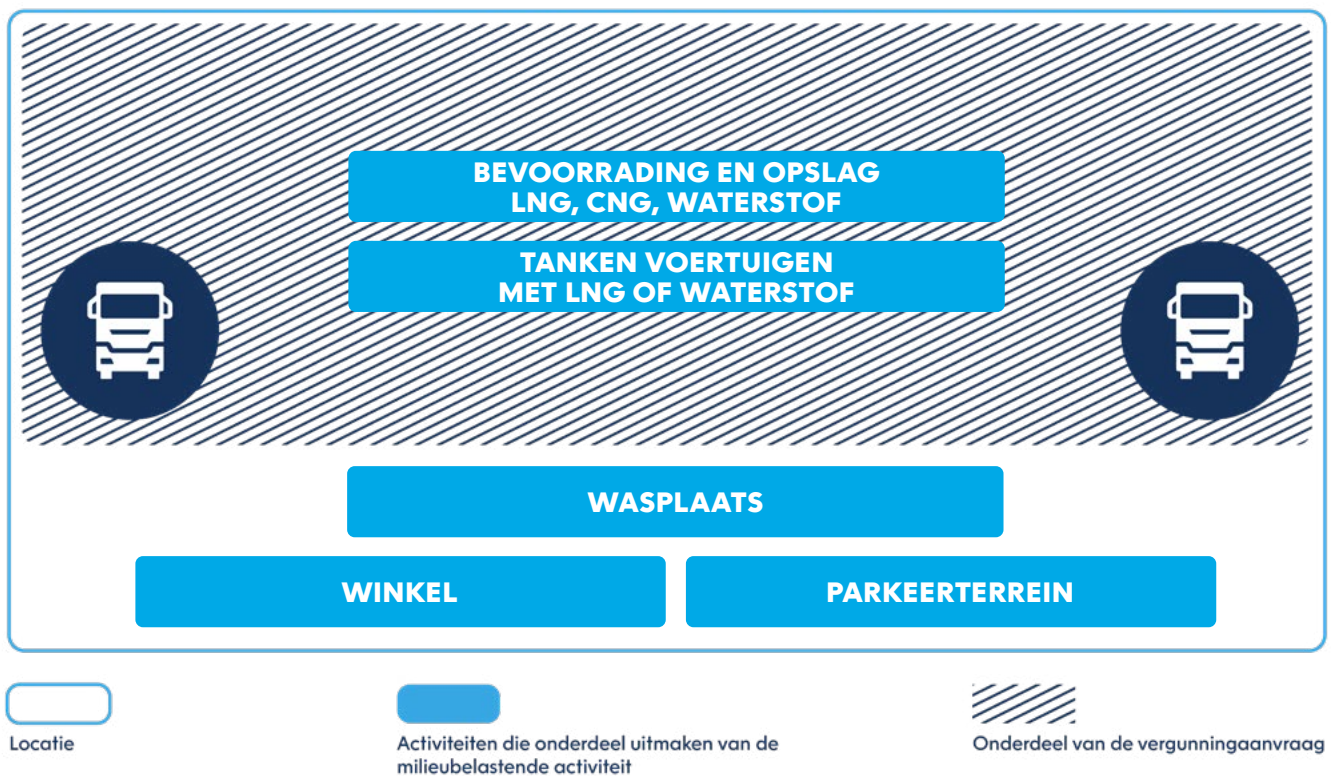 BEVOORRADING EN OPSLAG
LNG, CNG, WATERSTOF
TANKEN VOERTUIGEN
MET LNG OF WATERSTOF
WASPLAATS
WINKEL
PARKEERTERREIN
Locatie
Activiteiten die onderdeel uitmaken van de
milieubelastende activiteit
Onderdeel van de vergunningaanvraag